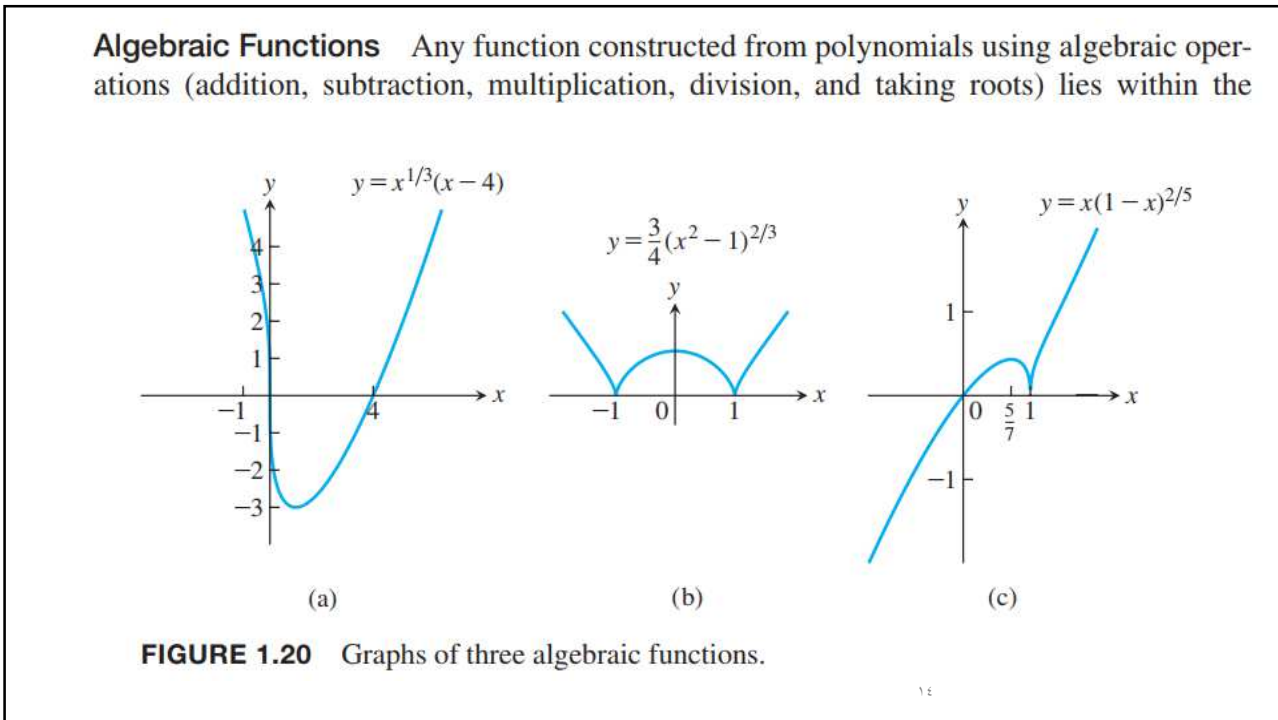 Algebraic Functions Any function constructed from polynomials using algebraic oper-
ations (addition, subtraction, multiplication, division, and taking roots) lies within the
y
y = x^{1/3}(x − 4)
4
3
2
1
−1
4
x
−1
−2
−3
(a)
y = \frac{3}{4}(x^2 − 1)^{2/3}
y
−1
0
1
x
(b)
y
y = x(1 − x)^{2/5}
1
0
\frac{5}{7}
1
x
−1
(c)
FIGURE 1.20 Graphs of three algebraic functions.
١٤